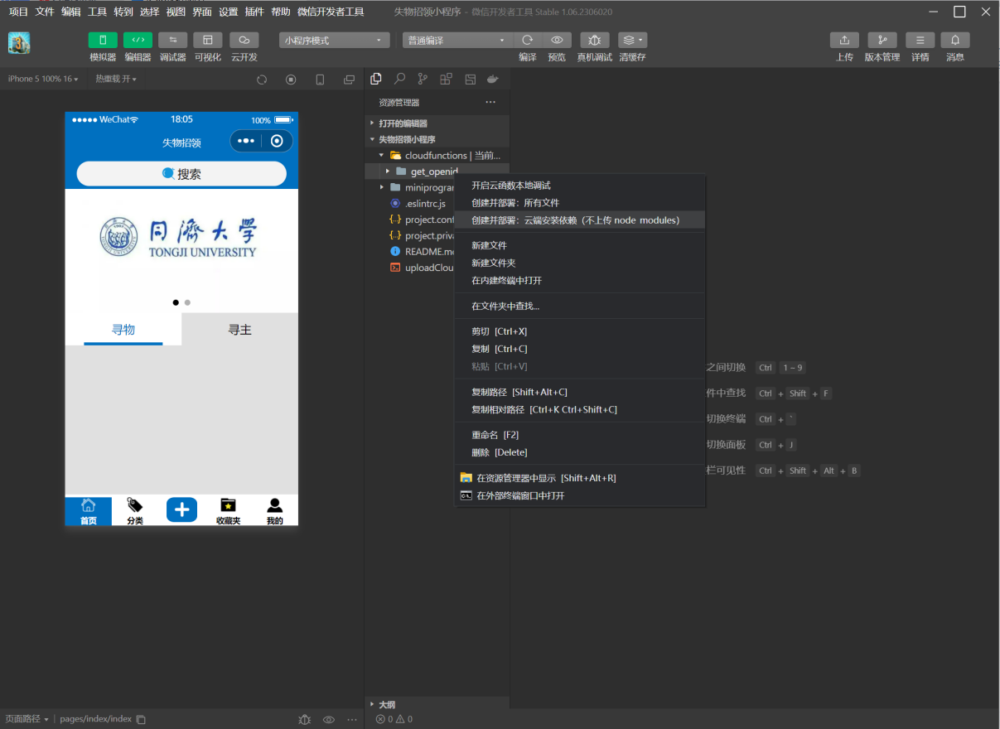 项目 文件 编辑 工具 转到 选择 视图 界面 设置 插件 帮助 微信开发者工具 失物招领小程序 - 微信开发者工具 Stable 1.06.2306020
小程序模式 普通编译
模拟器 编辑器 调试器 可视化 云开发 编译 预览 真机调试 清缓存 上传 版本管理 详情 消息
iPhone 5 100% 16 热重载 开
WeChat 18:05 100%
失物招领
搜索
同濟大學
TONGJI UNIVERSITY
寻物 寻主
首页 分类 收藏夹 我的
页面路径 pages/index/index
资源管理器
打开的编辑器
失物招领小程序
cloudfunctions | 当前...
get_openid
miniprogram
.eslintrc.js
project.conf
project.priva
README.md
uploadClou
大纲
0 0
开启云函数本地调试
创建并部署：所有文件
创建并部署：云端安装依赖（不上传 node_modules）
新建文件
新建文件夹
在内建终端中打开
在文件夹中查找...
剪切 [Ctrl+X]
复制 [Ctrl+C]
粘贴 [Ctrl+V]
复制路径 [Shift+Alt+C]
复制相对路径 [Ctrl+K Ctrl+Shift+C]
重命名 [F2]
删除 [Delete]
在资源管理器中显示 [Shift+Alt+R]
在外部终端窗口中打开
之间切换 Ctrl 1 ~ 9
件中查找 Ctrl + Shift + F
切换终端 Ctrl + `
切换面板 Ctrl + J
栏可见性 Ctrl + Shift + Alt + B